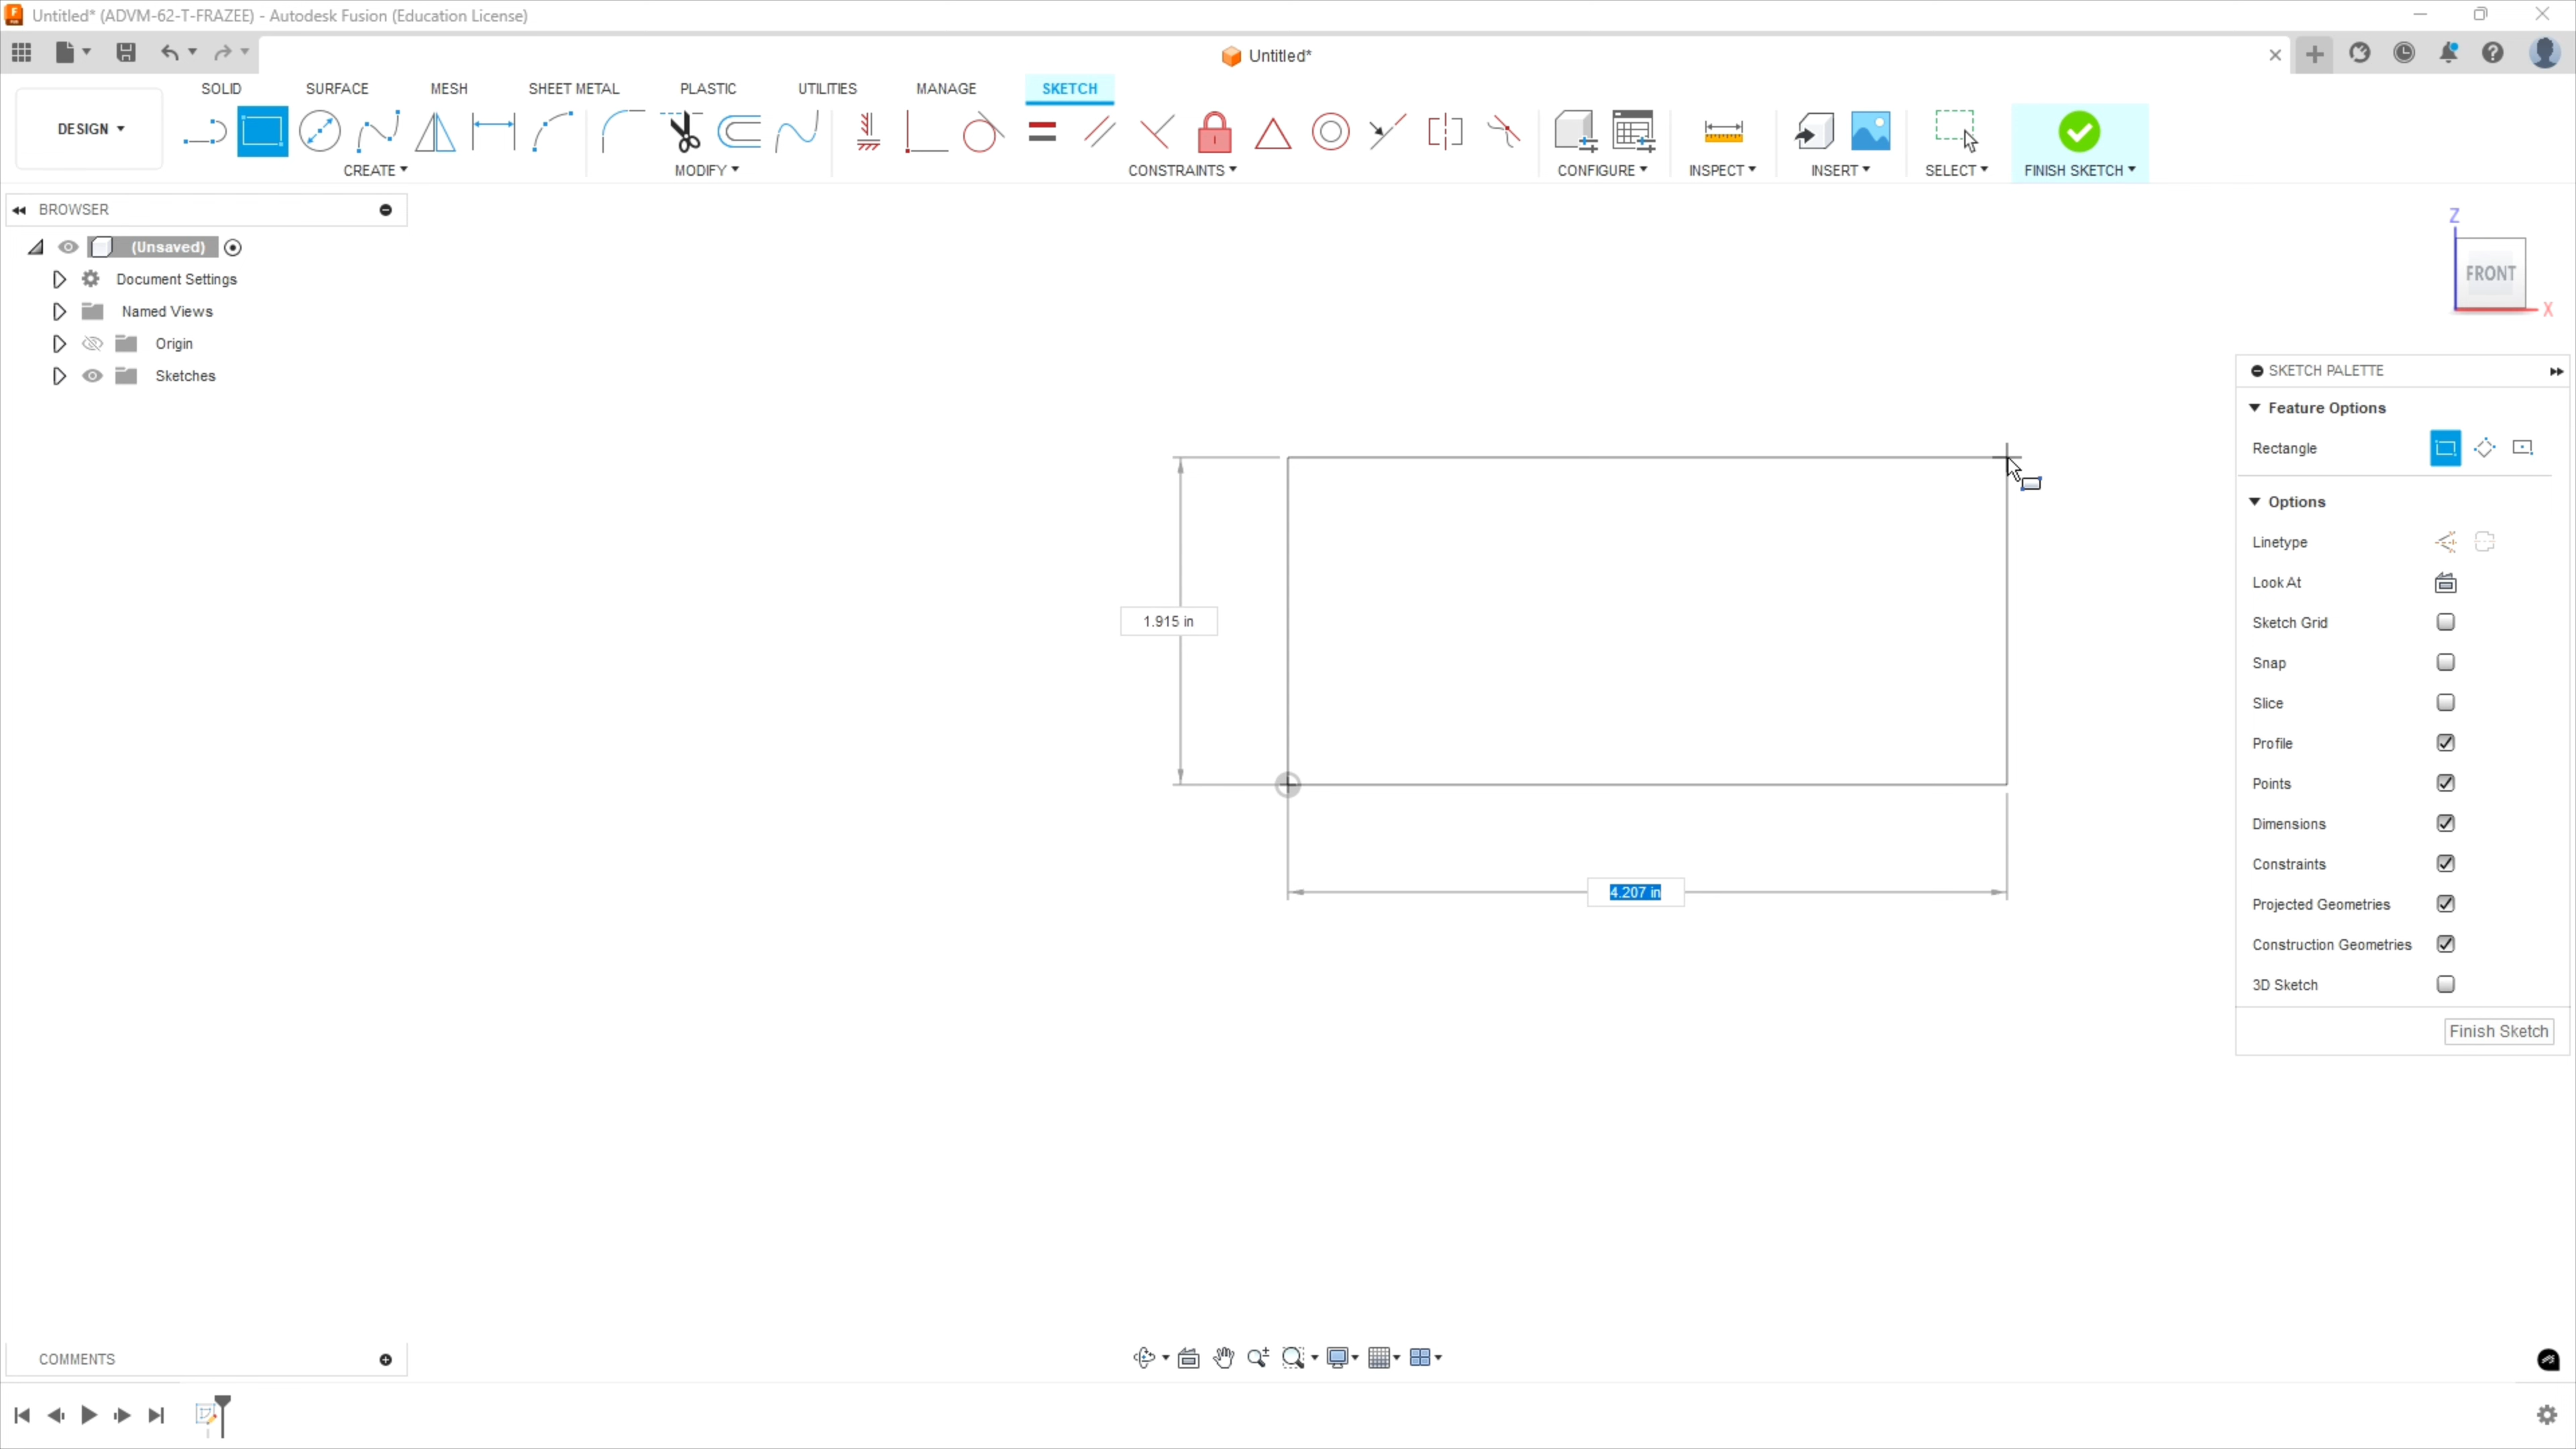 Untitled* (ADVM-62-T-FRAZEE) - Autodesk Fusion (Education License)
Untitled*
SOLID SURFACE MESH SHEET METAL PLASTIC UTILITIES MANAGE SKETCH
DESIGN
CREATE MODIFY CONSTRAINTS CONFIGURE INSPECT INSERT SELECT FINISH SKETCH
BROWSER
(Unsaved)
Document Settings
Named Views
Origin
Sketches
Z
FRONT
X
SKETCH PALETTE
Feature Options
Rectangle
Options
Linetype
Look At
Sketch Grid
Snap
Slice
Profile
Points
Dimensions
Constraints
Projected Geometries
Construction Geometries
3D Sketch
Finish Sketch
1.915 in
4.207 in
COMMENTS